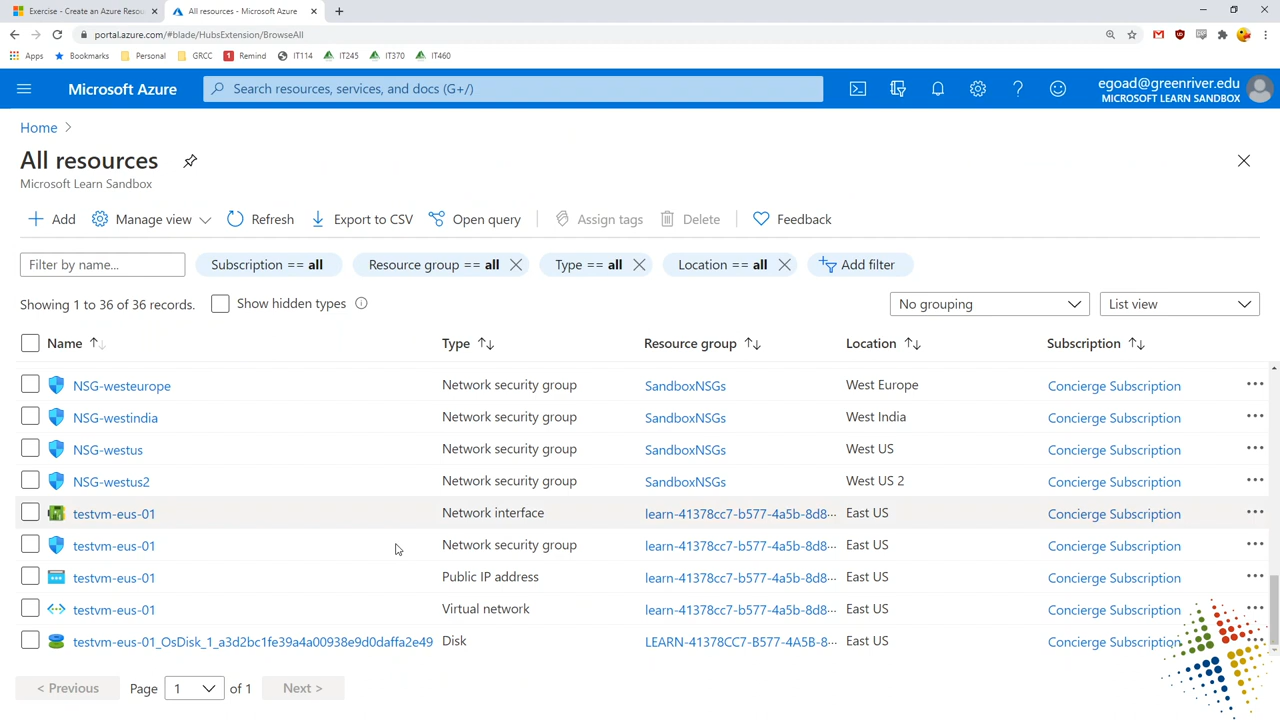 Exercise - Create an Azure Resou
All resources - Microsoft Azure
portal.azure.com/#blade/HubsExtension/BrowseAll
Apps Bookmarks Personal GRCC Remind IT114 IT245 IT370 IT460
Microsoft Azure
Search resources, services, and docs (G+/)
egoad@greenriver.edu
MICROSOFT LEARN SANDBOX
Home >
All resources
Microsoft Learn Sandbox
Add Manage view Refresh Export to CSV Open query Assign tags Delete Feedback
Filter by name... Subscription == all Resource group == all Type == all Location == all Add filter
Showing 1 to 36 of 36 records. Show hidden types No grouping List view
Name Type Resource group Location Subscription
NSG-westeurope Network security group SandboxNSGs West Europe Concierge Subscription
NSG-westindia Network security group SandboxNSGs West India Concierge Subscription
NSG-westus Network security group SandboxNSGs West US Concierge Subscription
NSG-westus2 Network security group SandboxNSGs West US 2 Concierge Subscription
testvm-eus-01 Network interface learn-41378cc7-b577-4a5b-8d8··· East US Concierge Subscription
testvm-eus-01 Network security group learn-41378cc7-b577-4a5b-8d8··· East US Concierge Subscription
testvm-eus-01 Public IP address learn-41378cc7-b577-4a5b-8d8··· East US Concierge Subscription
testvm-eus-01 Virtual network learn-41378cc7-b577-4a5b-8d8··· East US Concierge Subscription
testvm-eus-01_OsDisk_1_a3d2bc1fe39a4a00938e9d0daffa2e49 Disk LEARN-41378CC7-B577-4A5B-8··· East US Concierge Subscription
< Previous Page 1 of 1 Next >